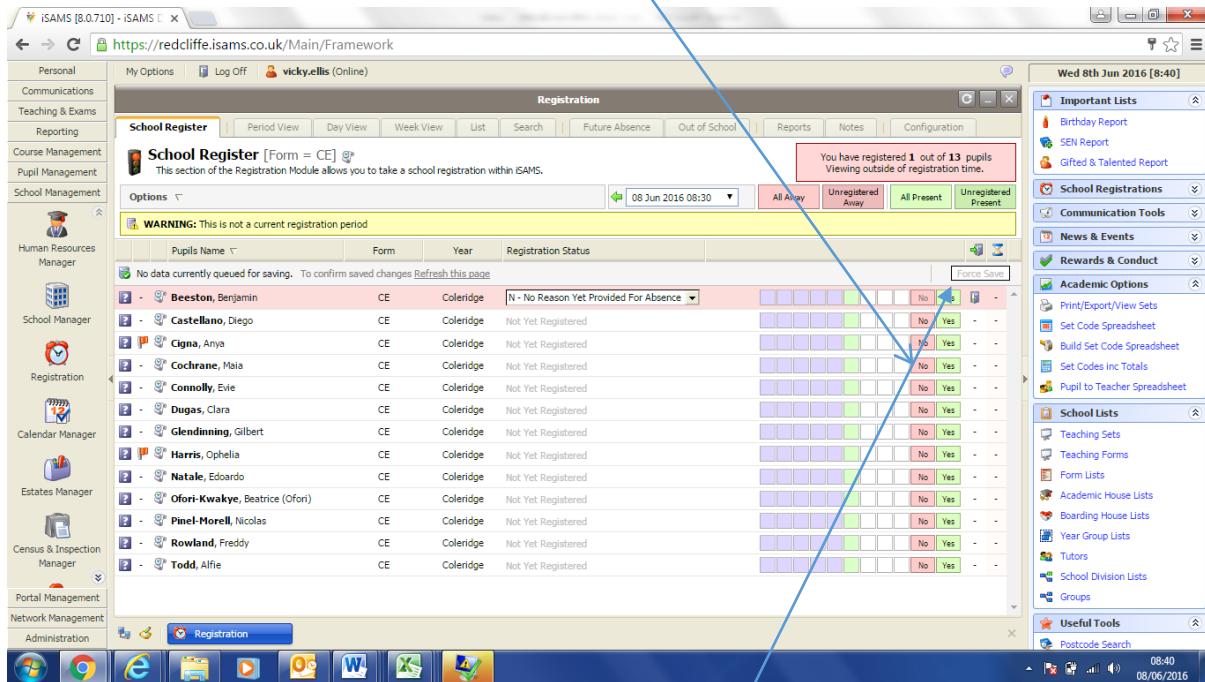 iSAMS [8.0.710] - iSAMS D
https://redcliffe.isams.co.uk/Main/Framework
Personal
Communications
Teaching & Exams
Reporting
Course Management
Pupil Management
School Management
Human Resources
Manager
School Manager
Registration
Calendar Manager
Estates Manager
Census & Inspection
Manager
Portal Management
Network Management
Administration
My Options Log Off vicky.ellis (Online)
Registration
School Register Period View Day View Week View List Search Future Absence Out of School Reports Notes Configuration
School Register [Form = CE]
This section of the Registration Module allows you to take a school registration within iSAMS.
You have registered 1 out of 13 pupils
Viewing outside of registration time.
Options 08 Jun 2016 08:30 All Away Unregistered Away All Present Unregistered Present
WARNING: This is not a current registration period
Pupils Name Form Year Registration Status
No data currently queued for saving. To confirm saved changes Refresh this page Force Save
? - Beeston, Benjamin CE Coleridge N - No Reason Yet Provided For Absence No Yes -
? - Castellano, Diego CE Coleridge Not Yet Registered No Yes - -
? Cigna, Anya CE Coleridge Not Yet Registered No Yes - -
? - Cochrane, Maia CE Coleridge Not Yet Registered No Yes - -
? - Connolly, Evie CE Coleridge Not Yet Registered No Yes - -
? - Dugas, Clara CE Coleridge Not Yet Registered No Yes - -
? - Glendinning, Gilbert CE Coleridge Not Yet Registered No Yes - -
? Harris, Ophelia CE Coleridge Not Yet Registered No Yes - -
? - Natale, Edoardo CE Coleridge Not Yet Registered No Yes - -
? - Ofori-Kwakye, Beatrice (Ofori) CE Coleridge Not Yet Registered No Yes - -
? - Pinel-Morell, Nicolas CE Coleridge Not Yet Registered No Yes - -
? - Rowland, Freddy CE Coleridge Not Yet Registered No Yes - -
? - Todd, Alfie CE Coleridge Not Yet Registered No Yes - -
Registration
Wed 8th Jun 2016 [8:40]
Important Lists
Birthday Report
SEN Report
Gifted & Talented Report
School Registrations
Communication Tools
News & Events
Rewards & Conduct
Academic Options
Print/Export/View Sets
Set Code Spreadsheet
Build Set Code Spreadsheet
Set Codes inc Totals
Pupil to Teacher Spreadsheet
School Lists
Teaching Sets
Teaching Forms
Form Lists
Academic House Lists
Boarding House Lists
Year Group Lists
Tutors
School Division Lists
Groups
Useful Tools
Postcode Search
08:40
08/06/2016